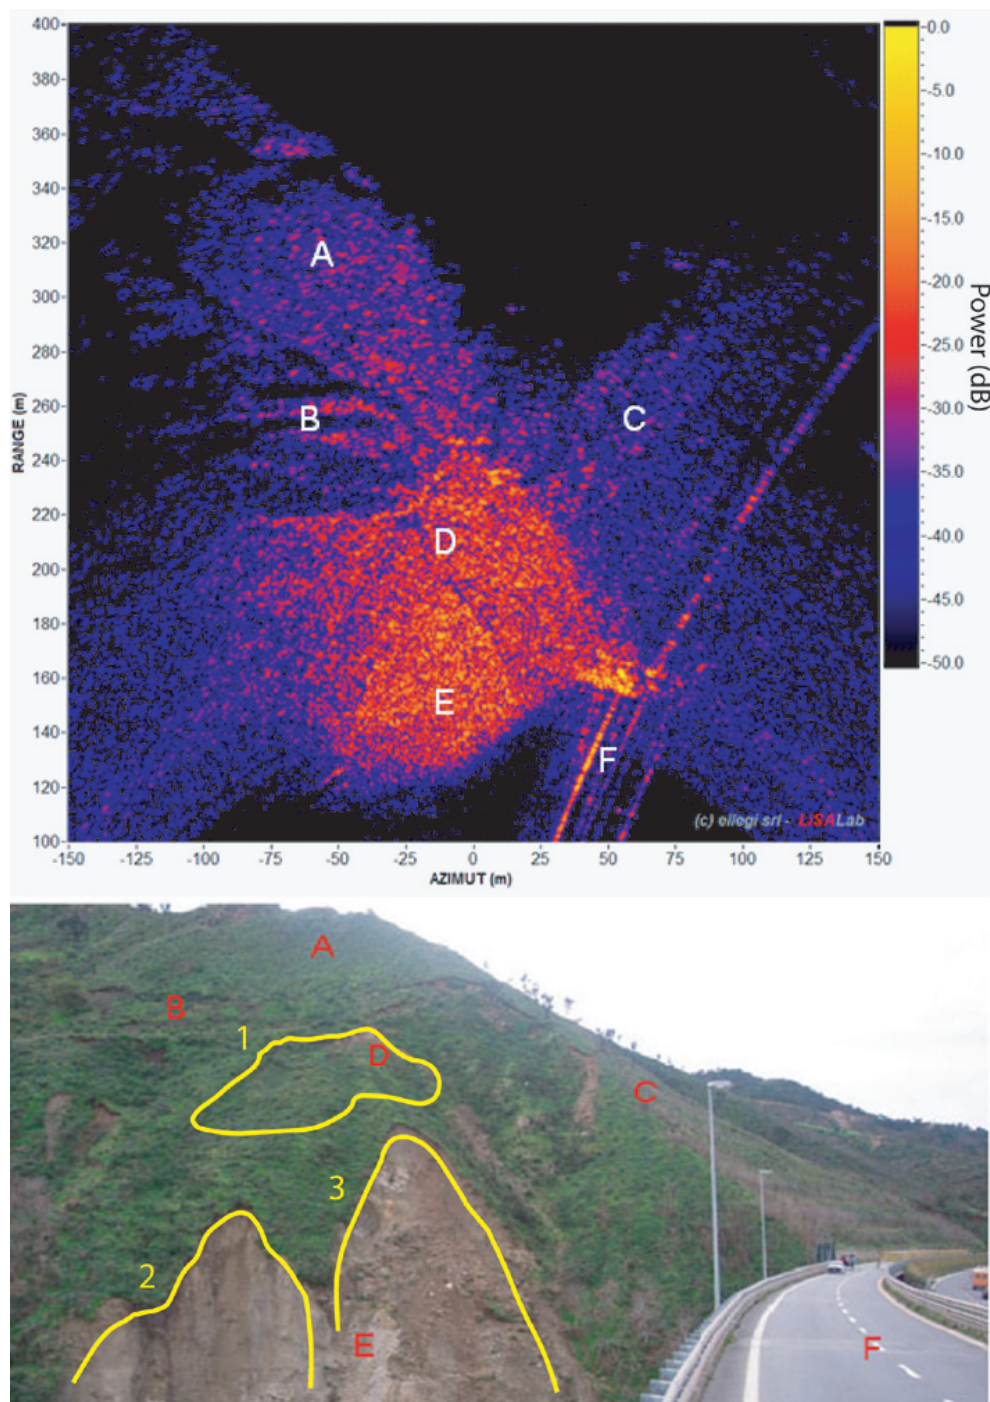 400
380
360
340
320
300
280
260
240
220
200
180
160
140
120
100
RANGE (m)
-150 -125 -100 -75 -50 -25 0 25 50 75 100 125 150
AZIMUT (m)
A
B
C
D
E
F
(c) ellegi srl - LISALab
0.0
-5.0
-10.0
-15.0
-20.0
-25.0
-30.0
-35.0
-40.0
-45.0
-50.0
Power (dB)
A
B
1
D
C
3
2
E
F